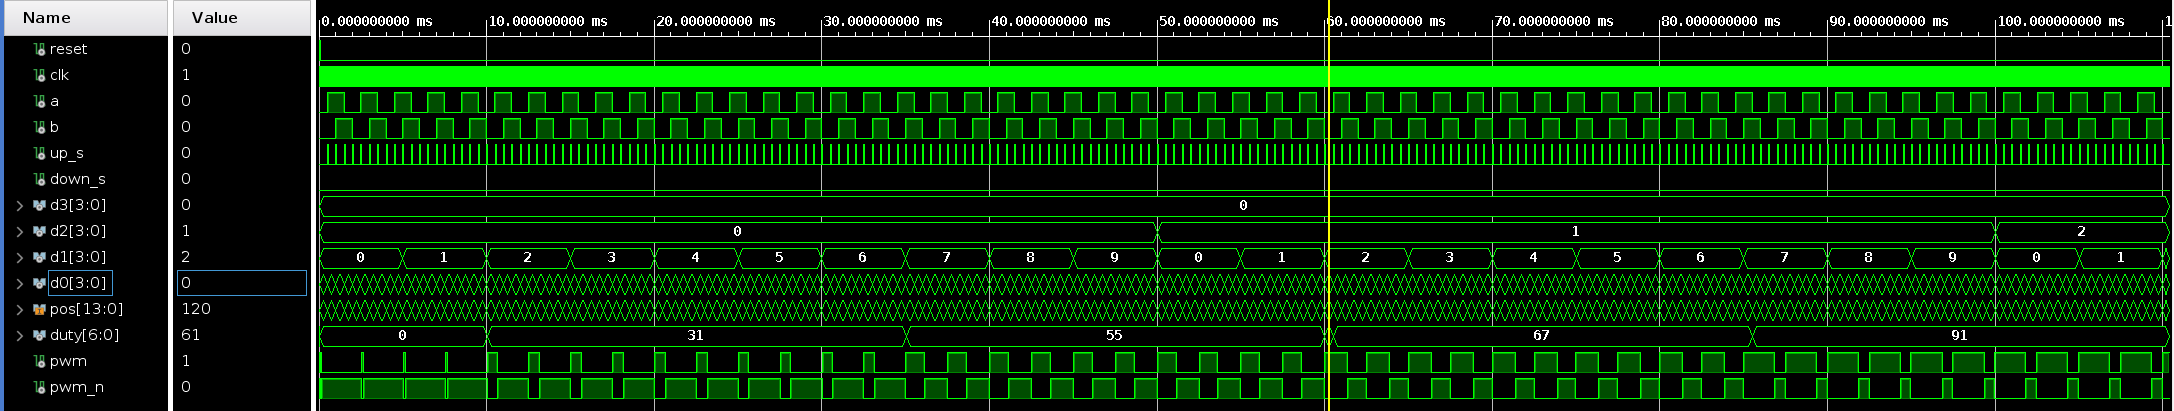 Name Value 0.000000000 ms 10.000000000 ms 20.000000000 ms 30.000000000 ms 40.000000000 ms 50.000000000 ms 60.000000000 ms 70.000000000 ms 80.000000000 ms 90.000000000 ms 100.000000000 ms 1
reset 0
clk 1
a 0
b 0
up_s 0
down_s 0
d3[3:0] 0 0
d2[3:0] 1 0 1 2
d1[3:0] 2 0 1 2 3 4 5 6 7 8 9 0 1 2 3 4 5 6 7 8 9 0 1
d0[3:0] 0
pos[13:0] 120
duty[6:0] 61 0 31 55 67 91
pwm 1
pwm_n 0